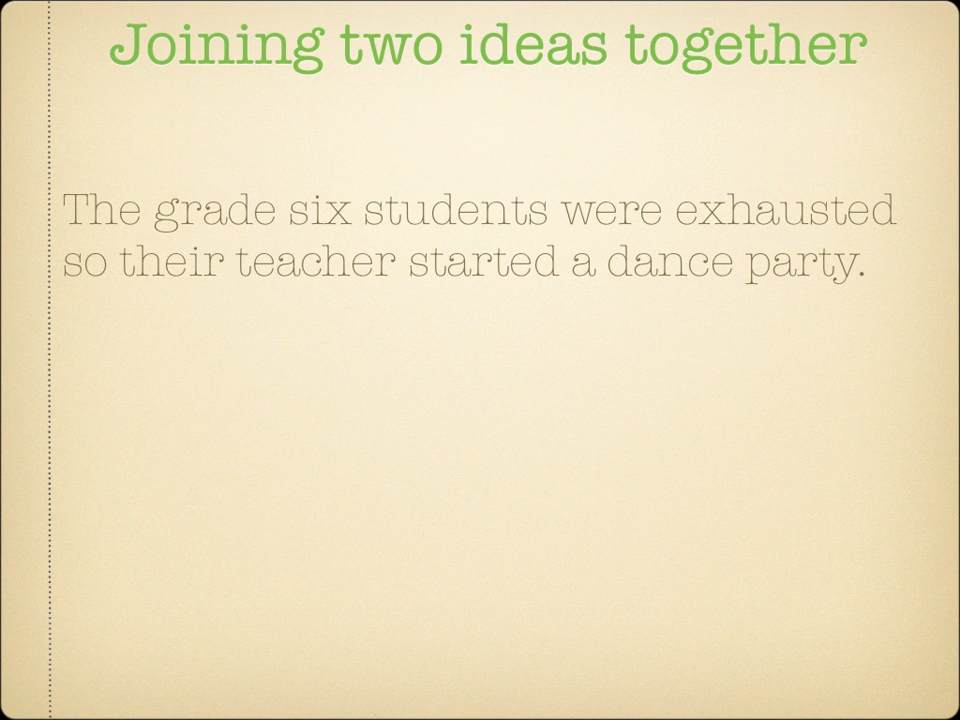 Joining two ideas together
The grade six students were exhausted
so their teacher started a dance party.